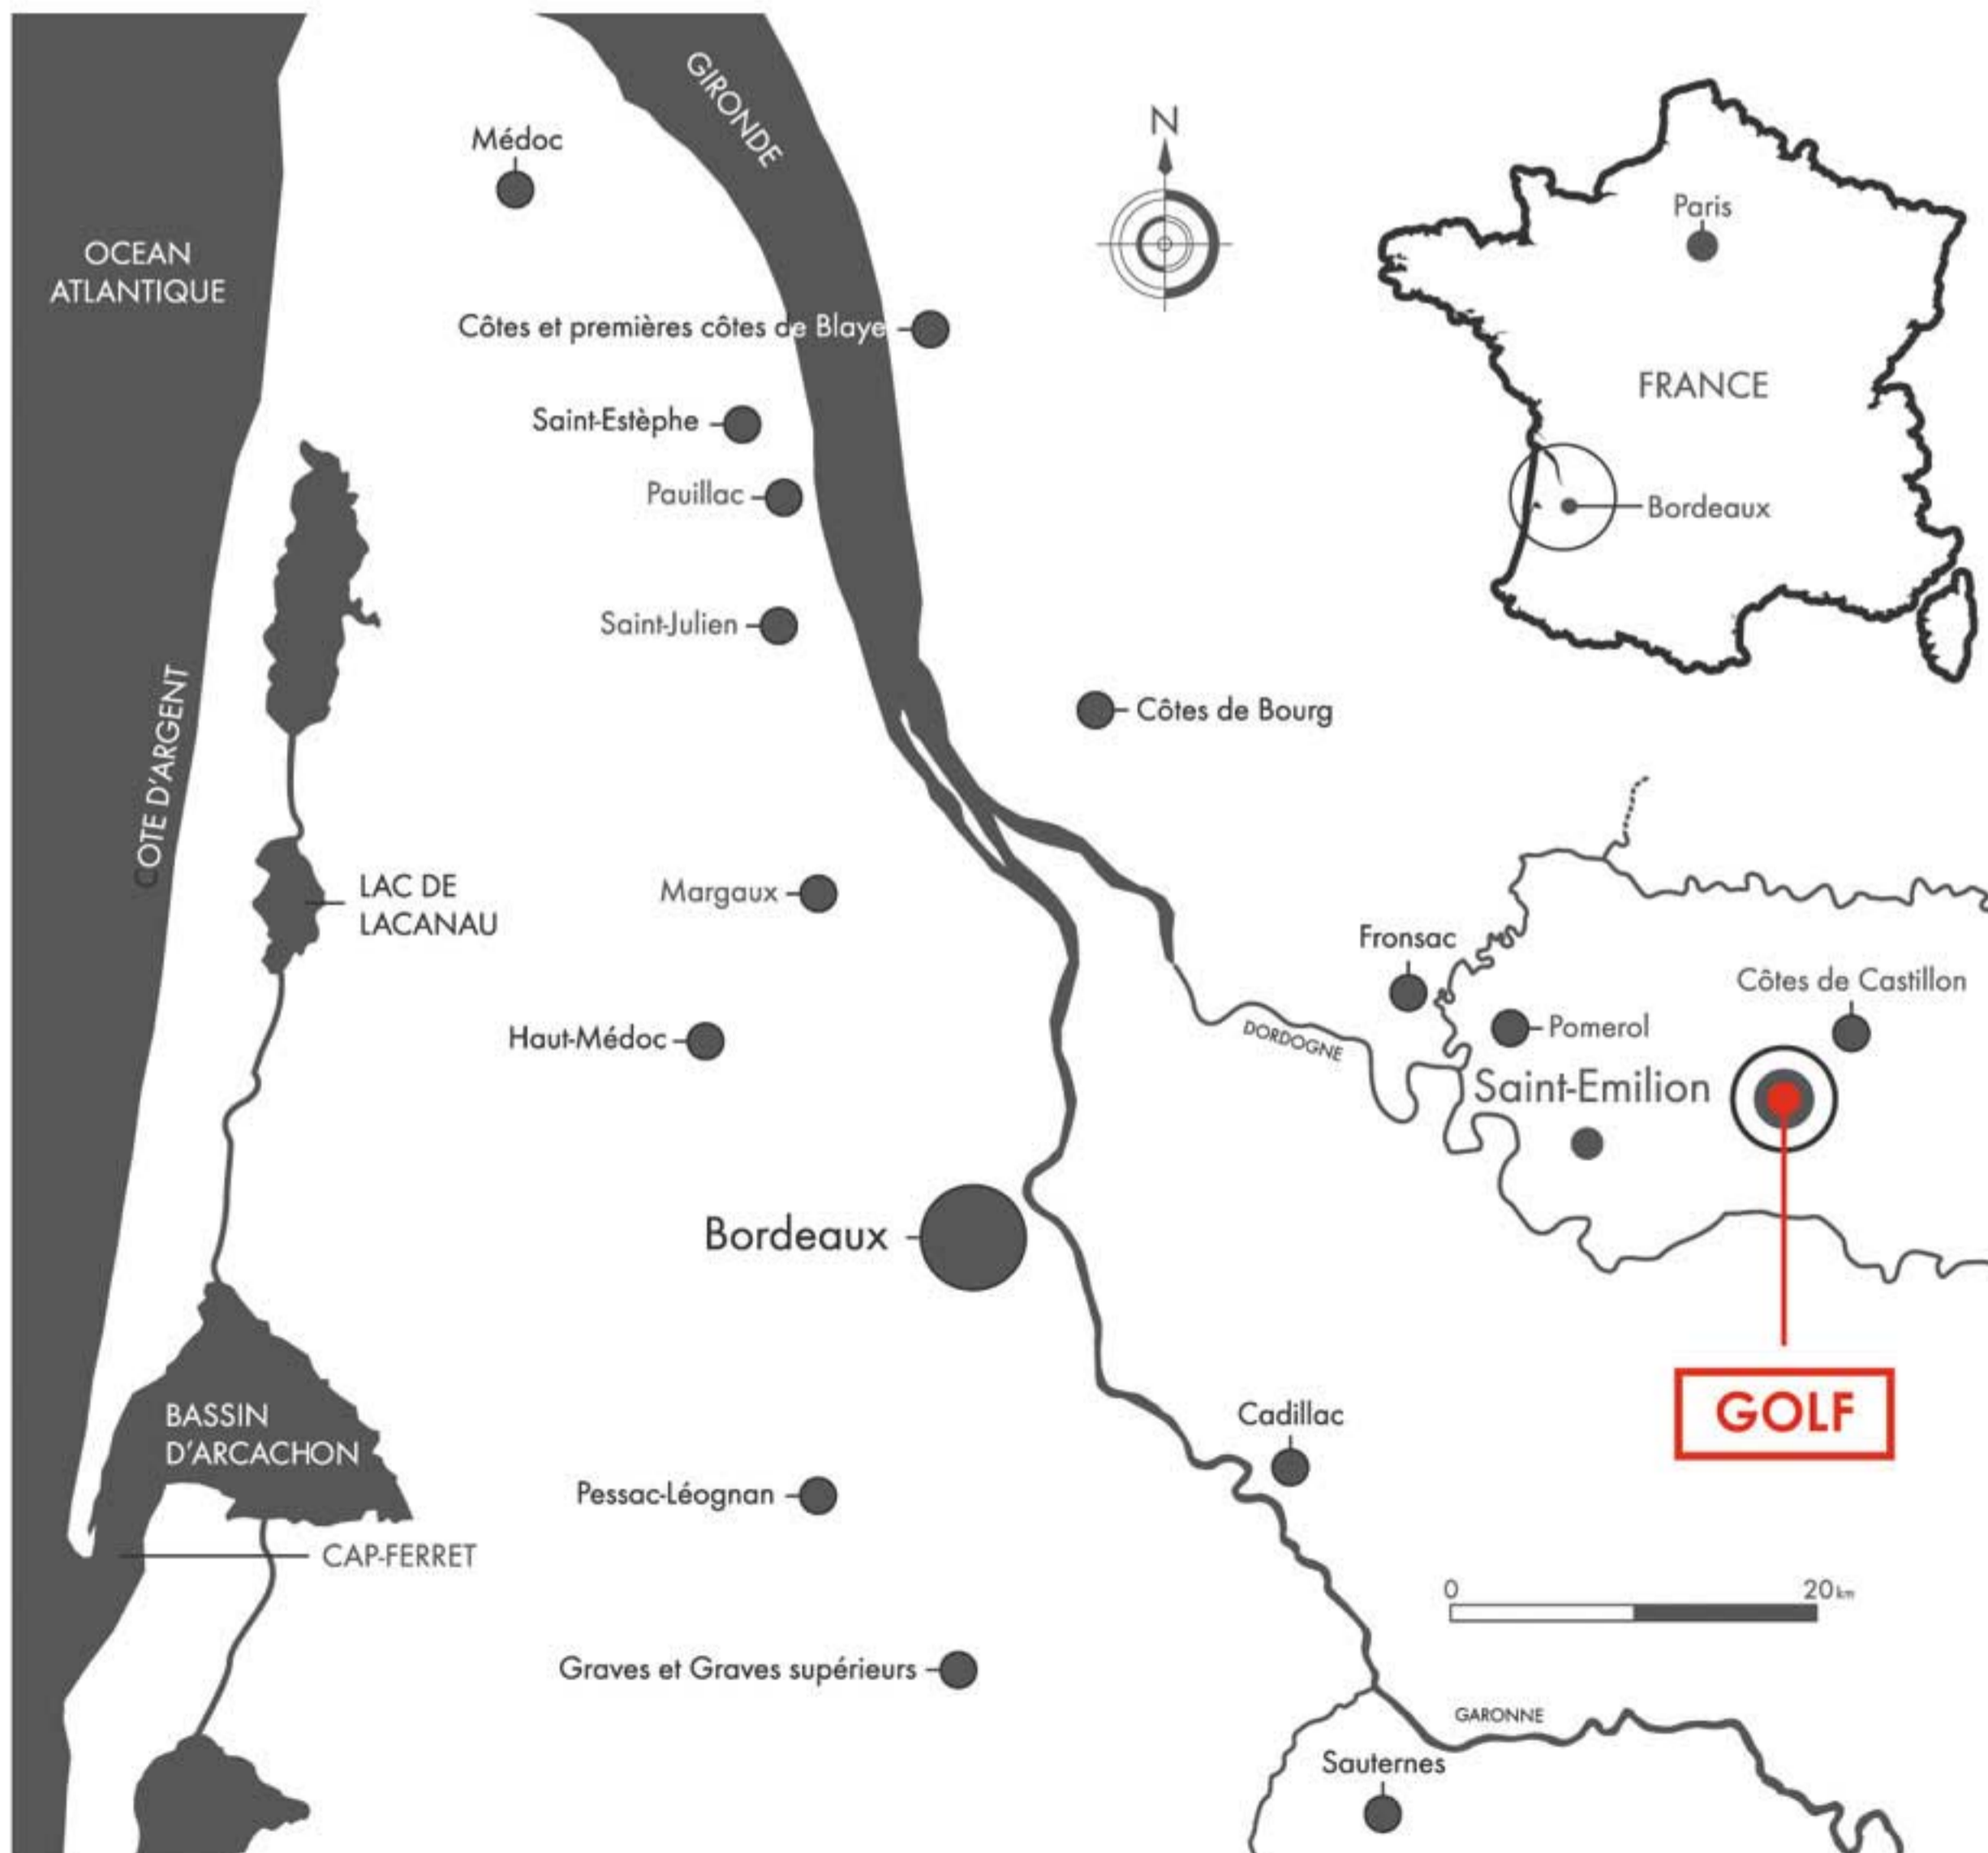 GIRONDE
N
Médoc
Paris
OCEAN
ATLANTIQUE
Côtes et premières côtes de Blaye
FRANCE
Saint-Estèphe
Pauillac
Bordeaux
Saint-Julien
COTE D'ARGENT
Côtes de Bourg
LAC DE
LACANAU
Margaux
Fronsac
Côtes de Castillon
Haut-Médoc
DORDOGNE
Pomerol
Saint-Emilion
Bordeaux
BASSIN
D'ARCACHON
Cadillac
GOLF
Pessac-Léognan
CAP-FERRET
0 20 km
Graves et Graves supérieurs
GARONNE
Sauternes